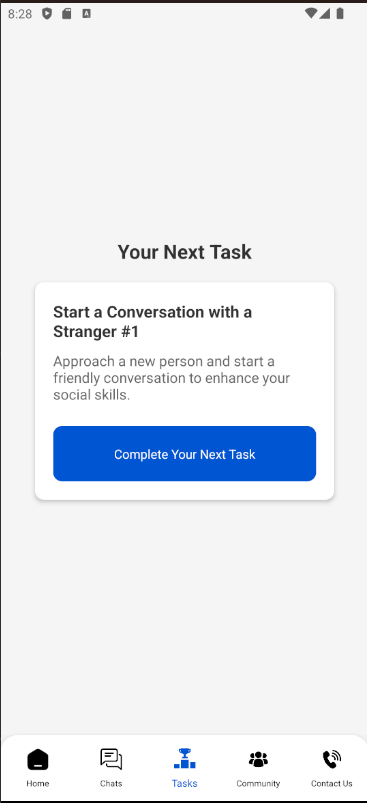 8:28
Your Next Task
Start a Conversation with a
Stranger #1
Approach a new person and start a
friendly conversation to enhance your
social skills.
Complete Your Next Task
Home
Chats
Tasks
Community
Contact Us